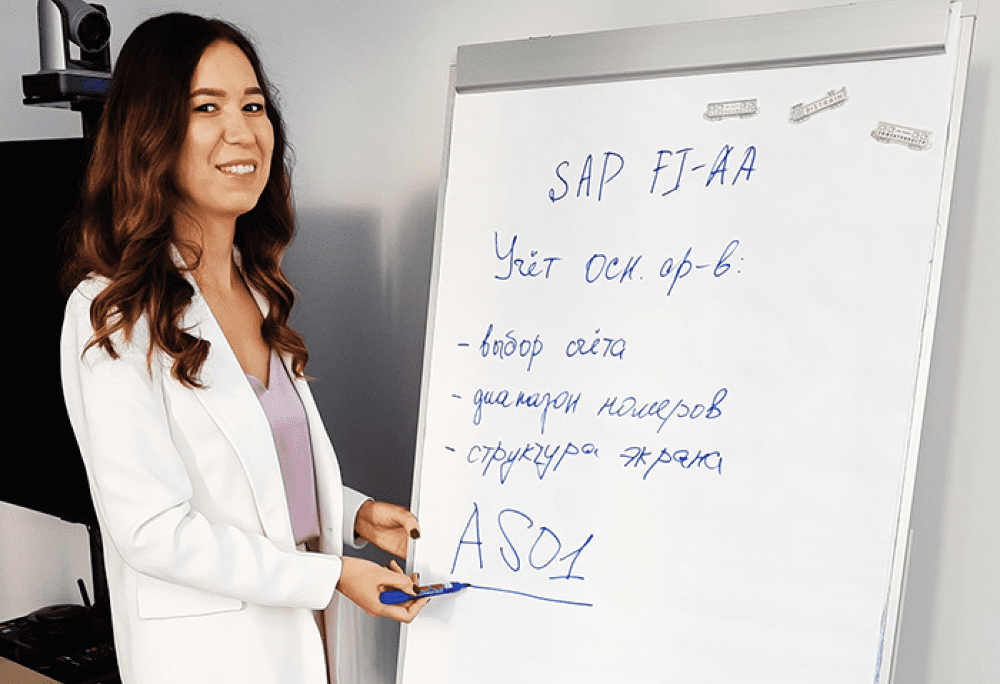 SAP FI-AA
Учёт осн. ср-в:
- выбор счёта
- диапазон номеров
- структура экрана
AS01